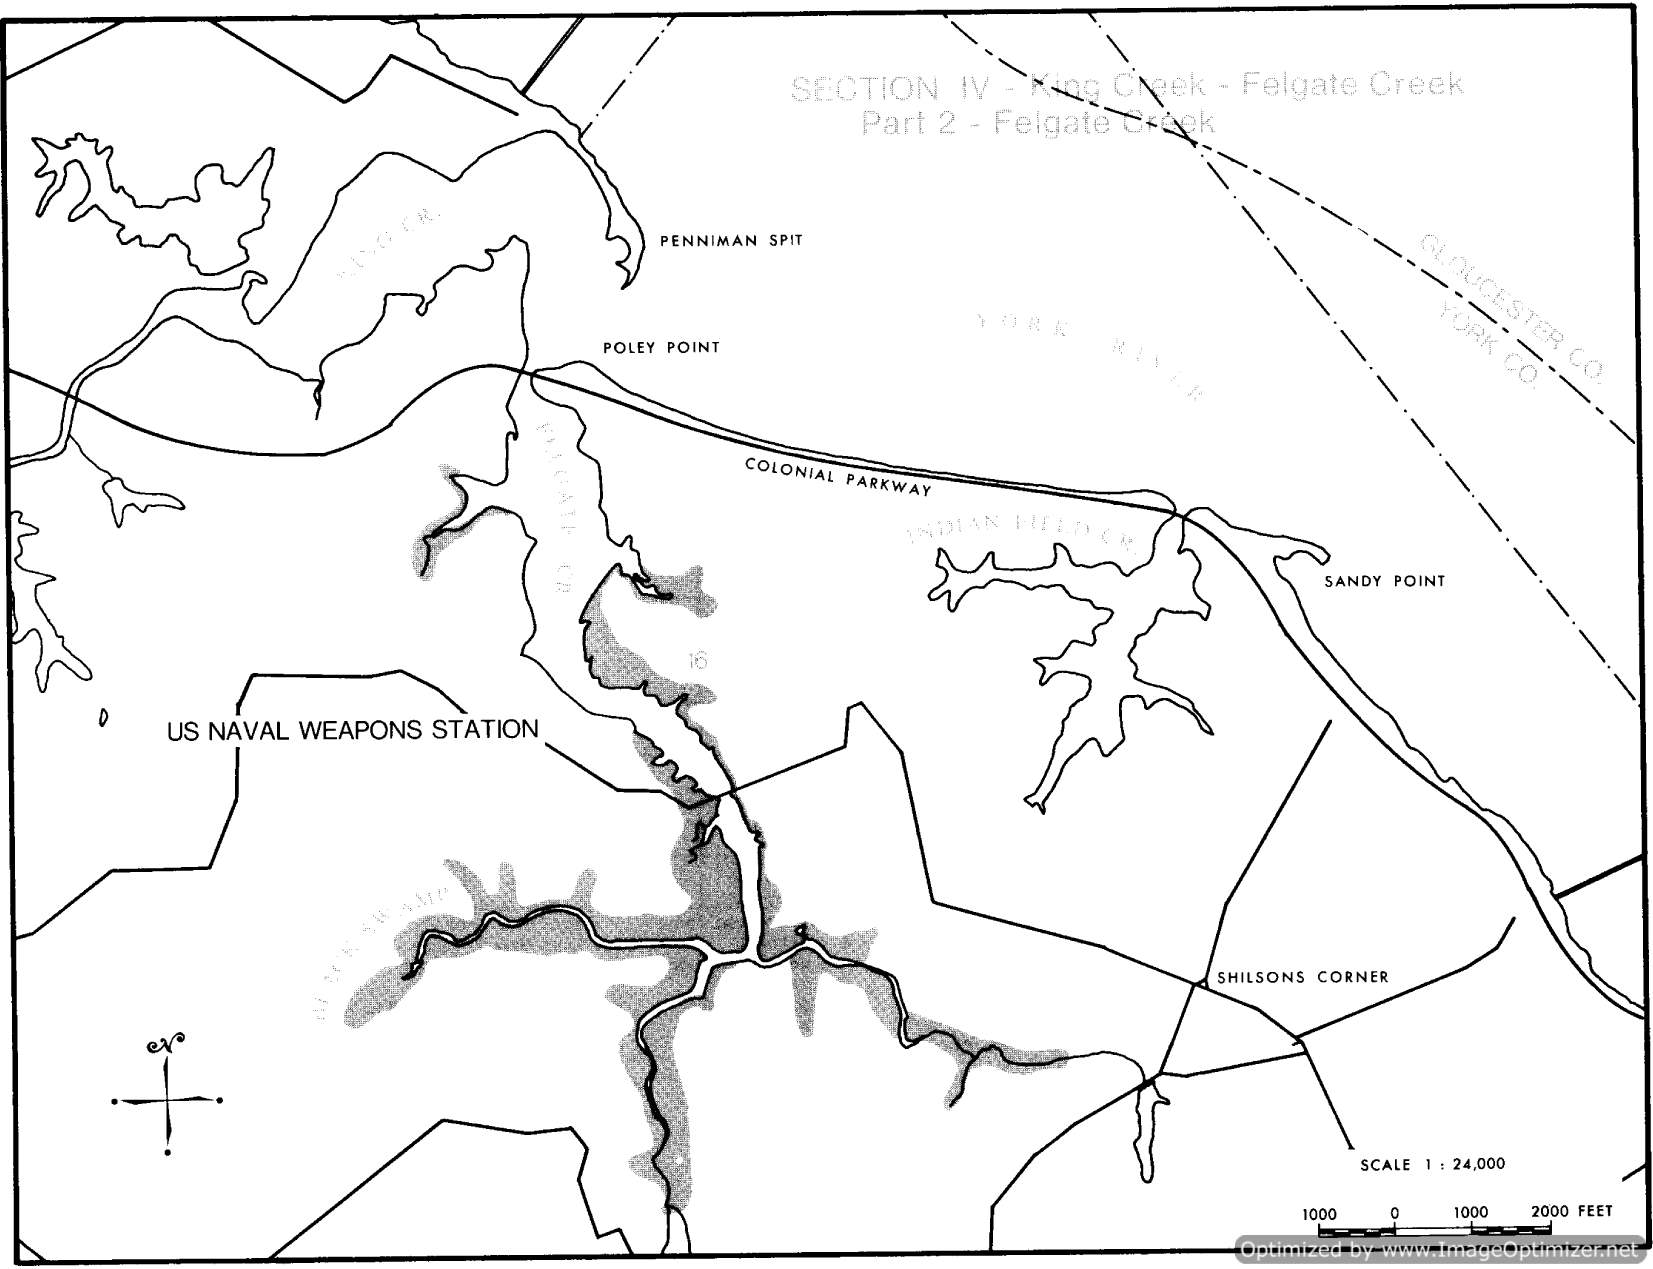 SECTION IV - King Creek - Felgate Creek
Part 2 - Felgate Creek
KING CR.
PENNIMAN SPIT
GLOUCESTER CO.
YORK CO.
YORK RIVER
POLEY POINT
COLONIAL PARKWAY
FELGATE CR.
INDIAN FIELD CR.
SANDY POINT
16
US NAVAL WEAPONS STATION
BLACK SWAMP
SHILSONS CORNER
N
SCALE 1 : 24,000
1000 0 1000 2000 FEET
Optimized by www.ImageOptimizer.net